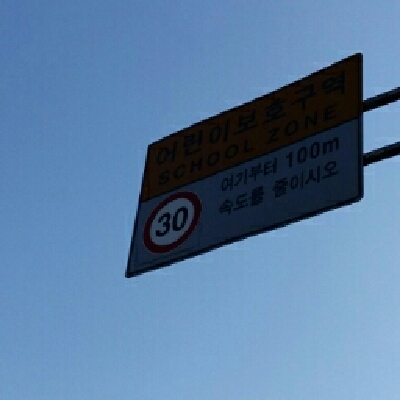 어린이보호구역
SCHOOL ZONE
30
여기부터 100m
속도를 줄이시오